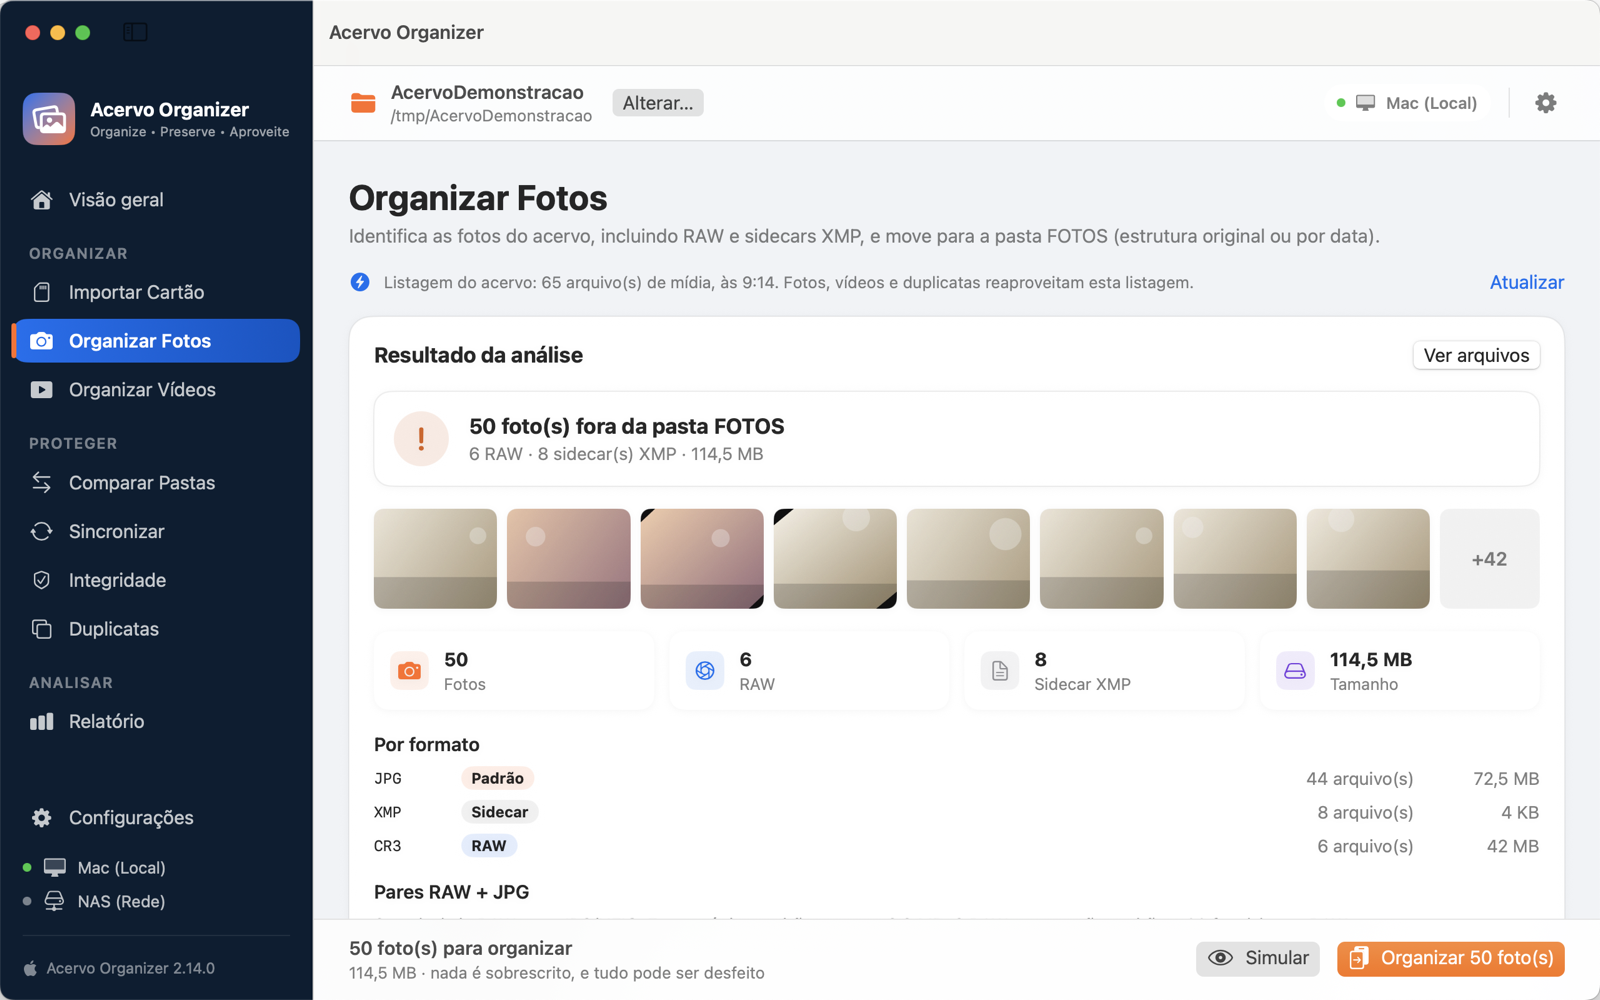 Acervo Organizer
Acervo Organizer
Organize • Preserve • Aproveite
Visão geral
ORGANIZAR
Importar Cartão
Organizar Fotos
Organizar Vídeos
PROTEGER
Comparar Pastas
Sincronizar
Integridade
Duplicatas
ANALISAR
Relatório
Configurações
Mac (Local)
NAS (Rede)
Acervo Organizer 2.14.0
AcervoDemonstracao
/tmp/AcervoDemonstracao
Alterar...
Mac (Local)
Organizar Fotos
Identifica as fotos do acervo, incluindo RAW e sidecars XMP, e move para a pasta FOTOS (estrutura original ou por data).
Listagem do acervo: 65 arquivo(s) de mídia, às 9:14. Fotos, vídeos e duplicatas reaproveitam esta listagem.
Atualizar
Resultado da análise
Ver arquivos
50 foto(s) fora da pasta FOTOS
6 RAW · 8 sidecar(s) XMP · 114,5 MB
+42
50
Fotos
6
RAW
8
Sidecar XMP
114,5 MB
Tamanho
Por formato
JPG Padrão 44 arquivo(s) 72,5 MB
XMP Sidecar 8 arquivo(s) 4 KB
CR3 RAW 6 arquivo(s) 42 MB
Pares RAW + JPG
50 foto(s) para organizar
114,5 MB · nada é sobrescrito, e tudo pode ser desfeito
Simular
Organizar 50 foto(s)